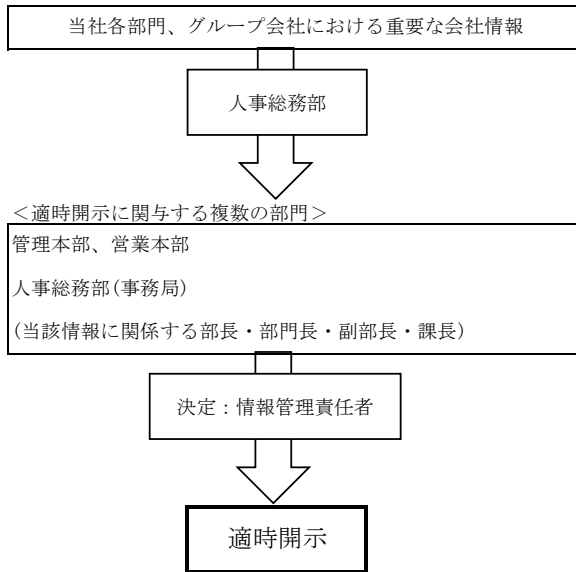 当社各部門、グループ会社における重要な会社情報
人事総務部
＜適時開示に関与する複数の部門＞
管理本部、営業本部
人事総務部(事務局)
(当該情報に関係する部長・部門長・副部長・課長)
決定：情報管理責任者
適時開示